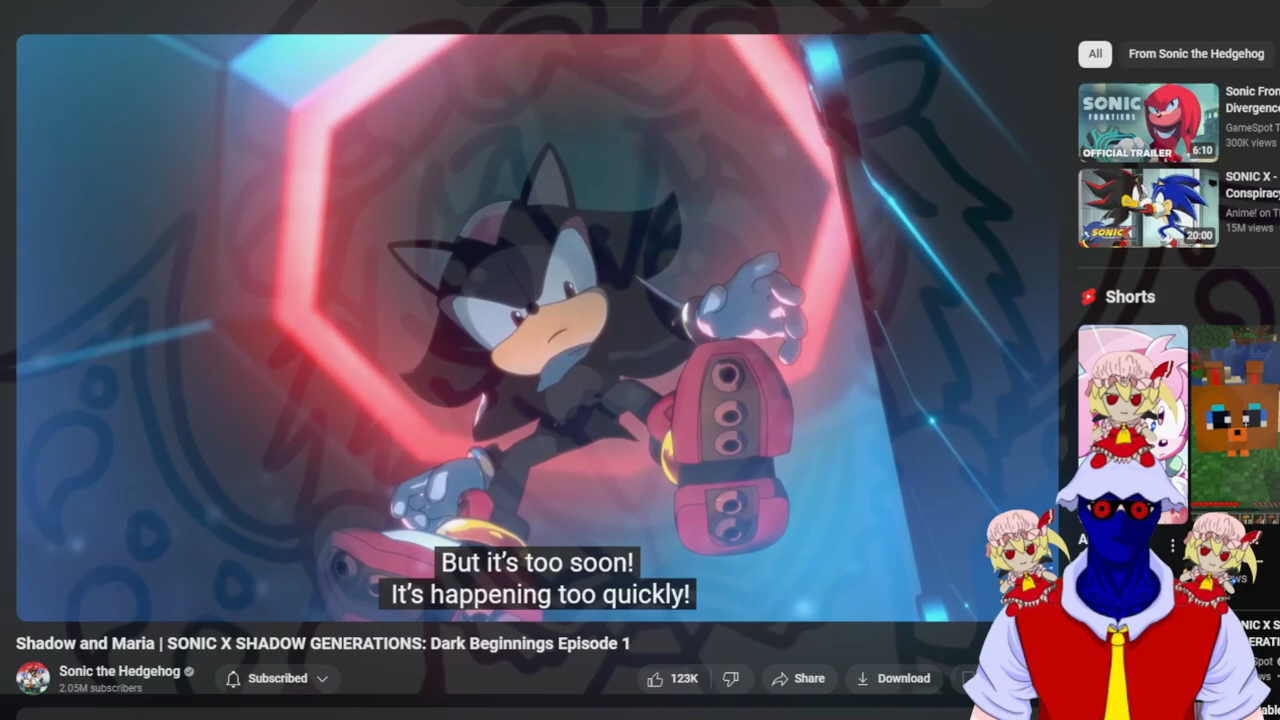 But it's too soon!
It's happening too quickly!
Shadow and Maria | SONIC X SHADOW GENERATIONS: Dark Beginnings Episode 1
Sonic the Hedgehog
2.05M subscribers
Subscribed
123K
Share
Download
All
From Sonic the Hedgehog
SONIC
FRONTIERS
OFFICIAL TRAILER
6:10
Sonic Fron
Divergenc
GameSpot T
300K views
SONIC
20:00
SONIC X -
Conspirac
Anime! on T
15M views
Shorts